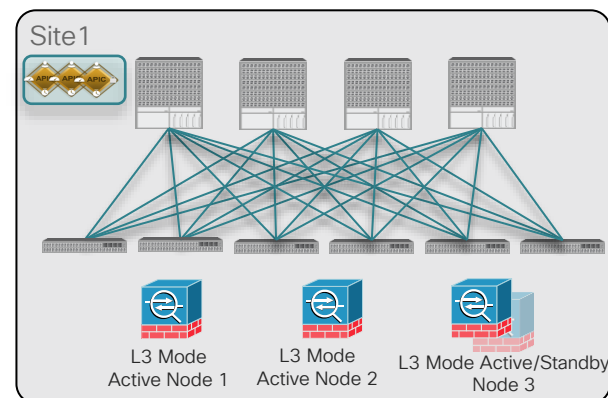 Site1
APIC APIC APIC
L3 Mode
Active Node 1
L3 Mode
Active Node 2
L3 Mode Active/Standby
Node 3